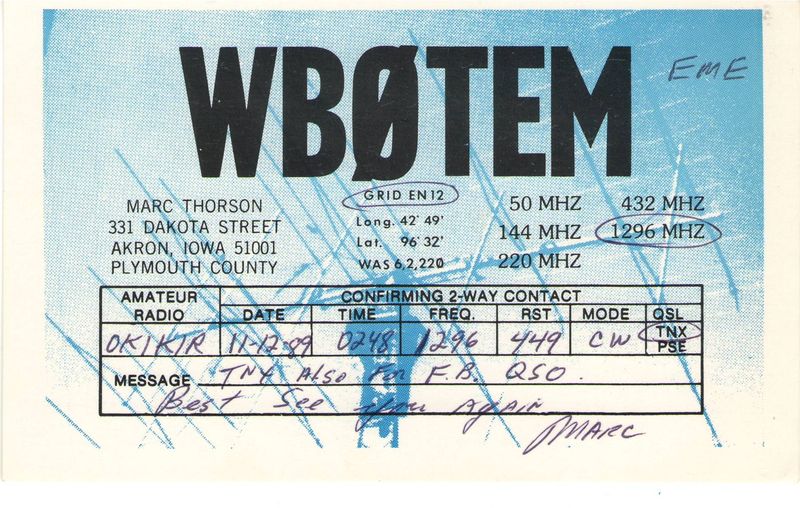 WBØTEM
EME
MARC THORSON
331 DAKOTA STREET
AKRON, IOWA 51001
PLYMOUTH COUNTY
GRID EN12
Long. 42' 49'
Lat. 96' 32'
WAS 6,2,220
50 MHZ 432 MHZ
144 MHZ 1296 MHZ
220 MHZ
AMATEUR RADIO
CONFIRMING 2-WAY CONTACT
DATE TIME FREQ. RST MODE QSL
OK1KIR 11-12-89 0248 1296 449 CW TNX
PSE
MESSAGE TNX Also For F.B. QSO.
Best See you Again
MARC